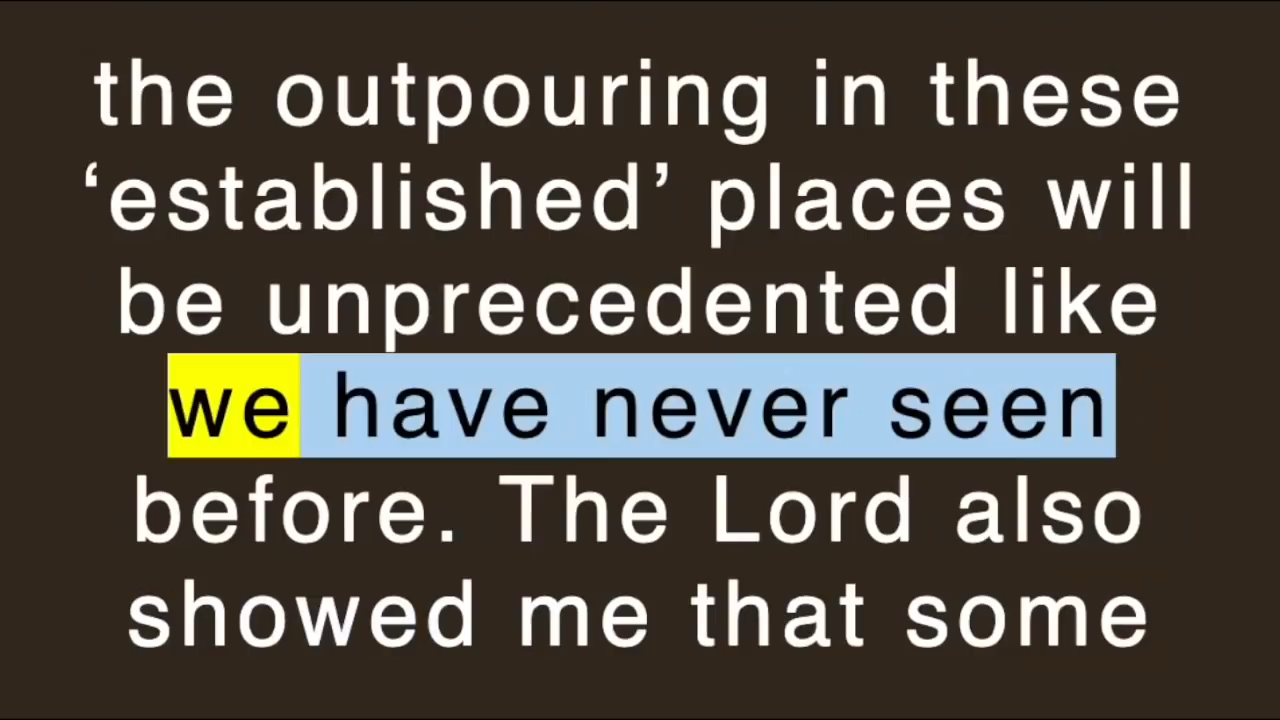 the outpouring in these
‘established’ places will
be unprecedented like
we have never seen
before. The Lord also
showed me that some